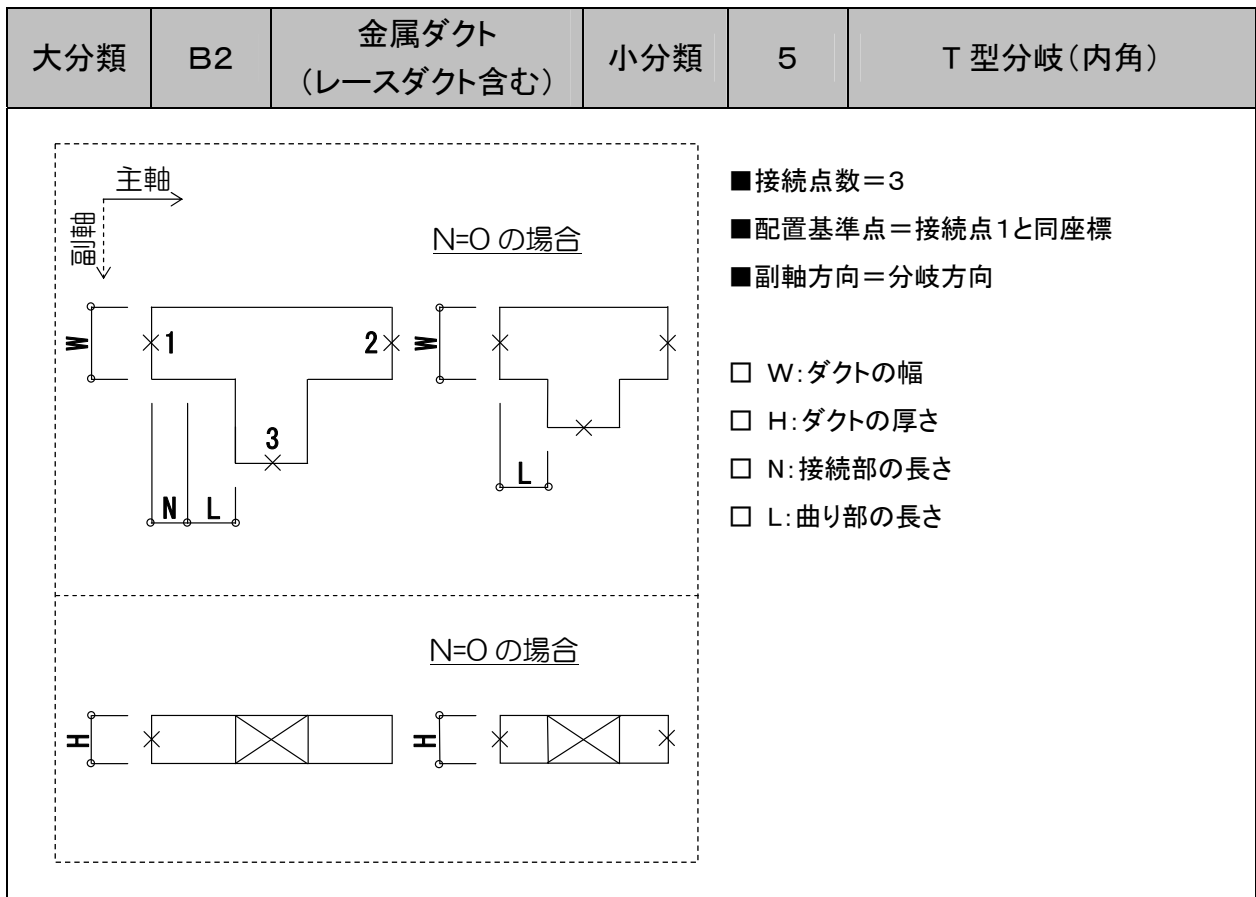 大分類 B2 金属ダクト (レースダクト含む) 小分類 5 T型分岐(内角)
主軸
副軸
N=0の場合
W 1 2 W
3
N L
L
N=0の場合
H H
■接続点数=3
■配置基準点=接続点1と同座標
■副軸方向=分岐方向
□ W:ダクトの幅
□ H:ダクトの厚さ
□ N:接続部の長さ
□ L:曲り部の長さ